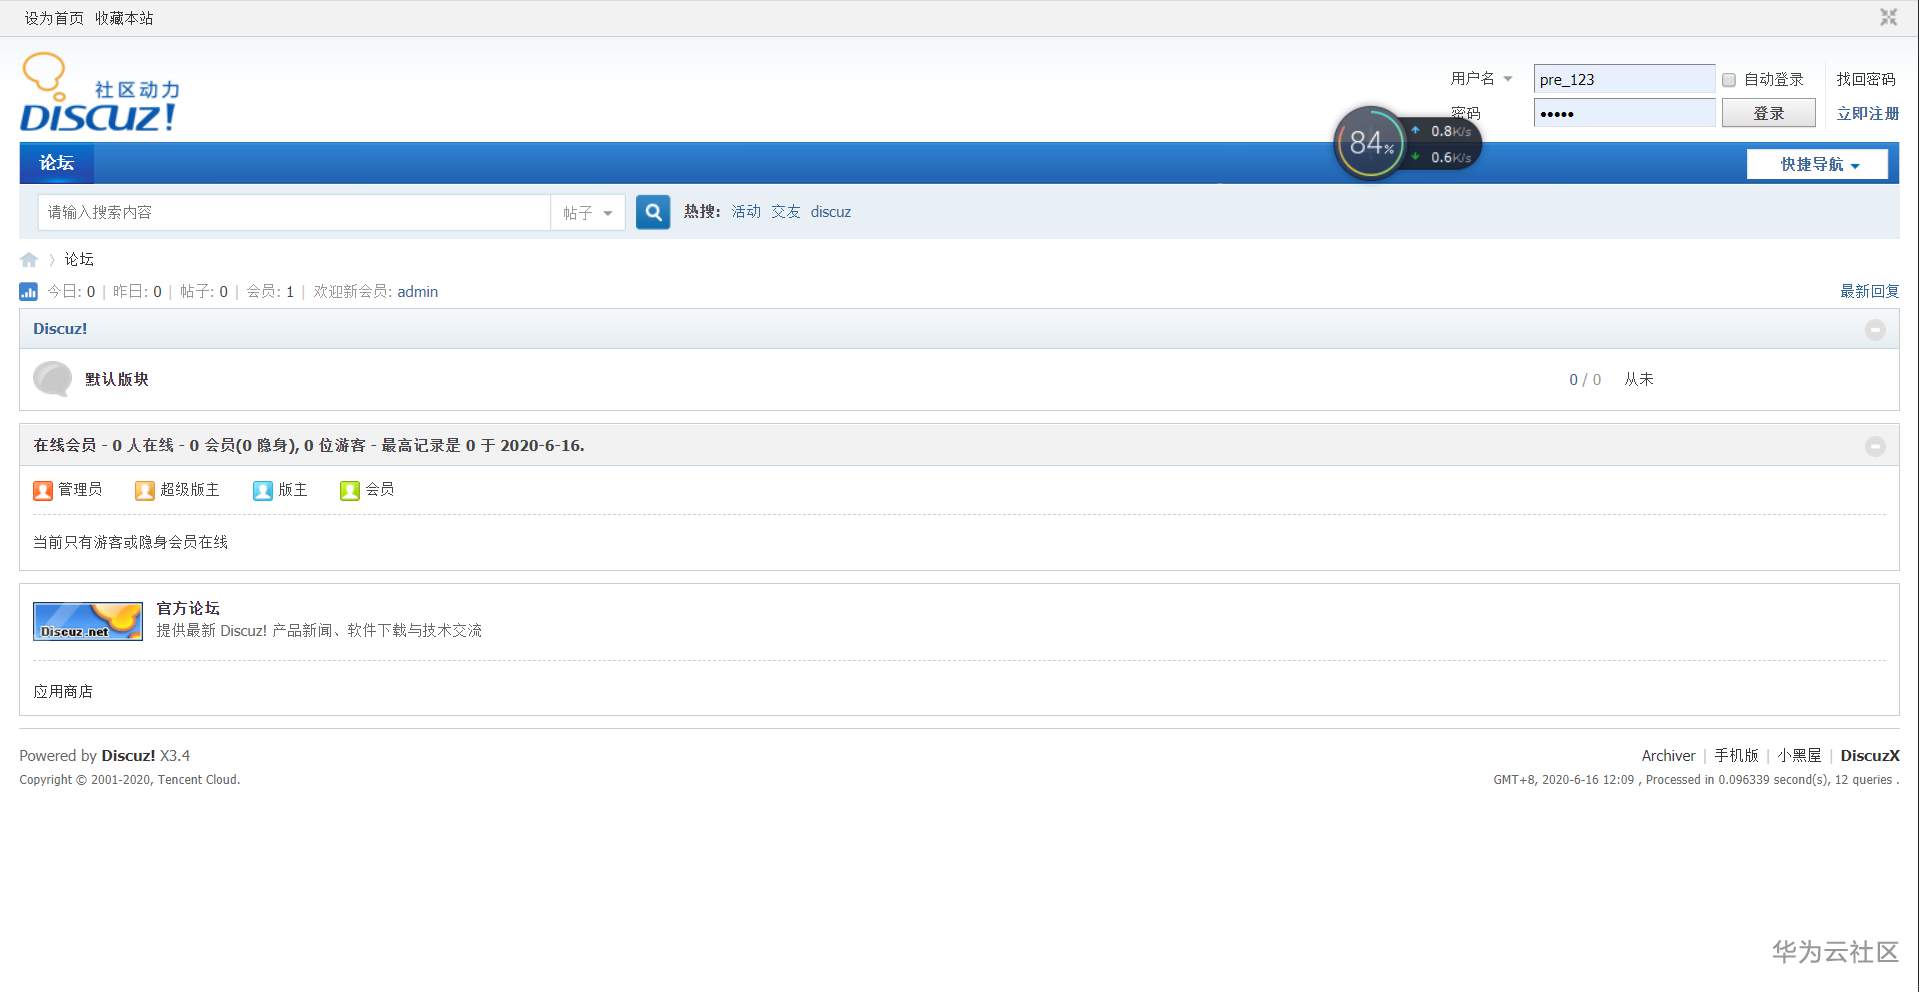 设为首页 收藏本站
社区动力
DISCUZ!
用户名 pre_123 自动登录 找回密码
密码 ••••• 登录 立即注册
84% 0.8K/s
0.6K/s
论坛 快捷导航
请输入搜索内容 帖子 热搜: 活动 交友 discuz
论坛
今日: 0 | 昨日: 0 | 帖子: 0 | 会员: 1 | 欢迎新会员: admin 最新回复
Discuz!
默认版块 0 / 0 从未
在线会员 - 0 人在线 - 0 会员(0 隐身), 0 位游客 - 最高记录是 0 于 2020-6-16.
管理员 超级版主 版主 会员
当前只有游客或隐身会员在线
Discuz.net 官方论坛
提供最新 Discuz! 产品新闻、软件下载与技术交流
应用商店
Powered by Discuz! X3.4 Archiver | 手机版 | 小黑屋 | DiscuzX
Copyright © 2001-2020, Tencent Cloud. GMT+8, 2020-6-16 12:09 , Processed in 0.096339 second(s), 12 queries .
华为云社区